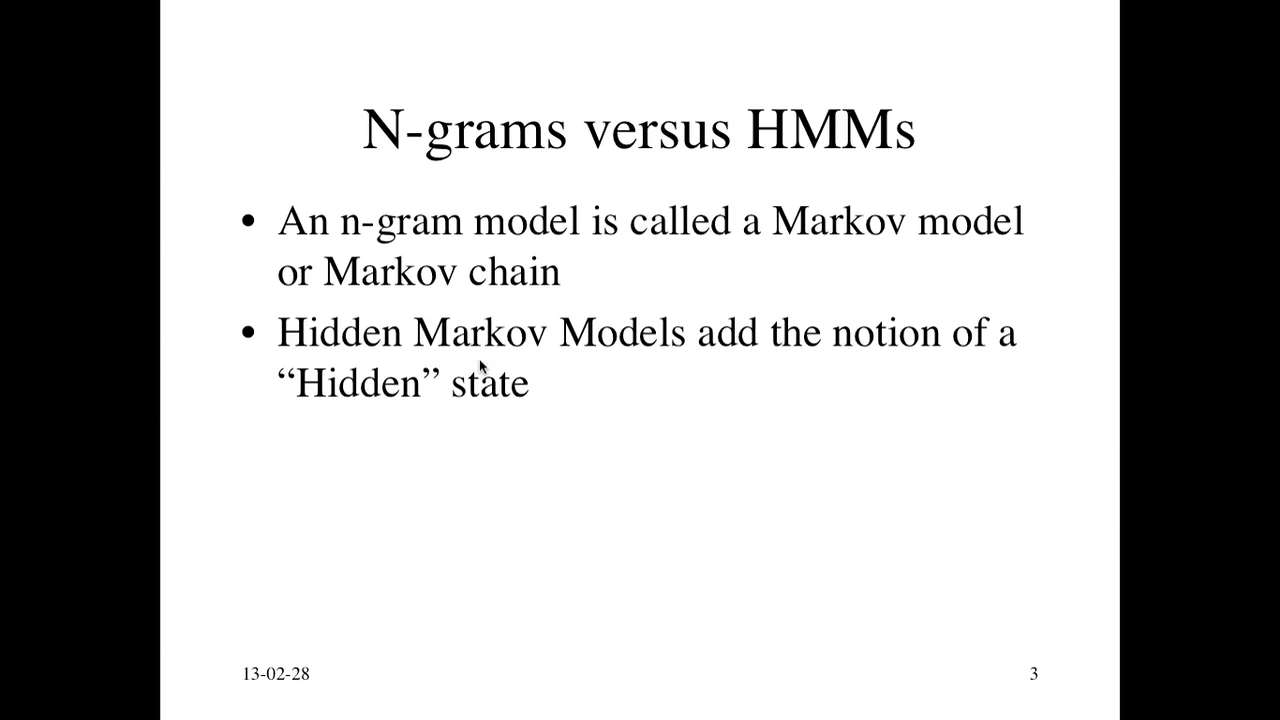 N-grams versus HMMs
• An n-gram model is called a Markov model
or Markov chain
• Hidden Markov Models add the notion of a
“Hidden” state
13-02-28
3